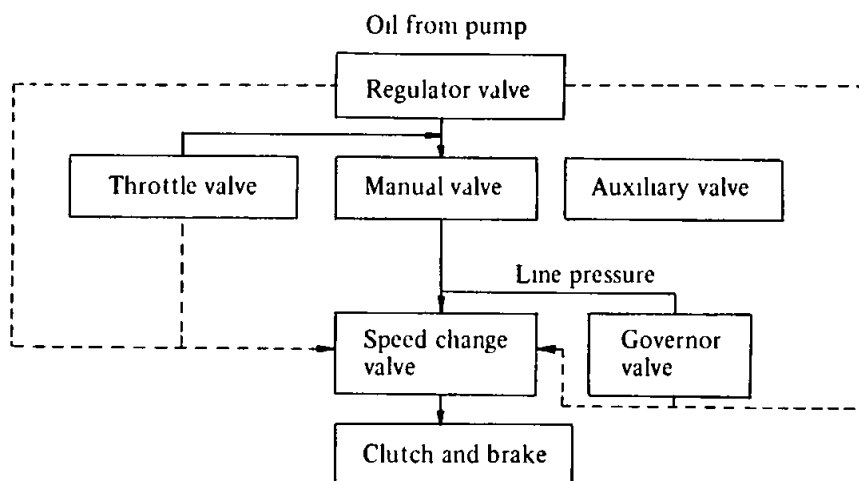 Oil from pump
Regulator valve
Throttle valve
Manual valve
Auxiliary valve
Line pressure
Speed change
valve
Governor
valve
Clutch and brake